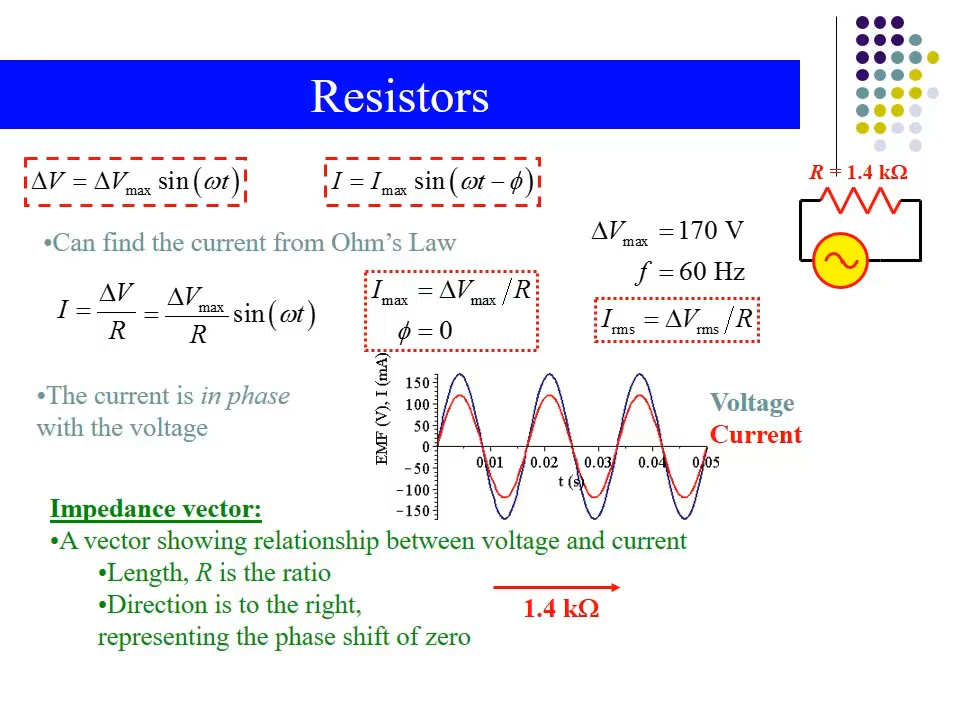 Resistors
ΔV = ΔVmax sin(ωt)
I = Imax sin(ωt − ϕ)
R = 1.4 kΩ
•Can find the current from Ohm's Law
ΔVmax = 170 V
f = 60 Hz
I = ΔV/R = ΔVmax/R sin(ωt)
Imax = ΔVmax/R
ϕ = 0
Irms = ΔVrms/R
•The current is in phase
with the voltage
EMF (V), I (mA)
150
100
50
0
−50
−100
−150
0.01 0.02 0.03 0.04 0.05
t (s)
Voltage
Current
Impedance vector:
•A vector showing relationship between voltage and current
•Length, R is the ratio
•Direction is to the right,
representing the phase shift of zero
1.4 kΩ